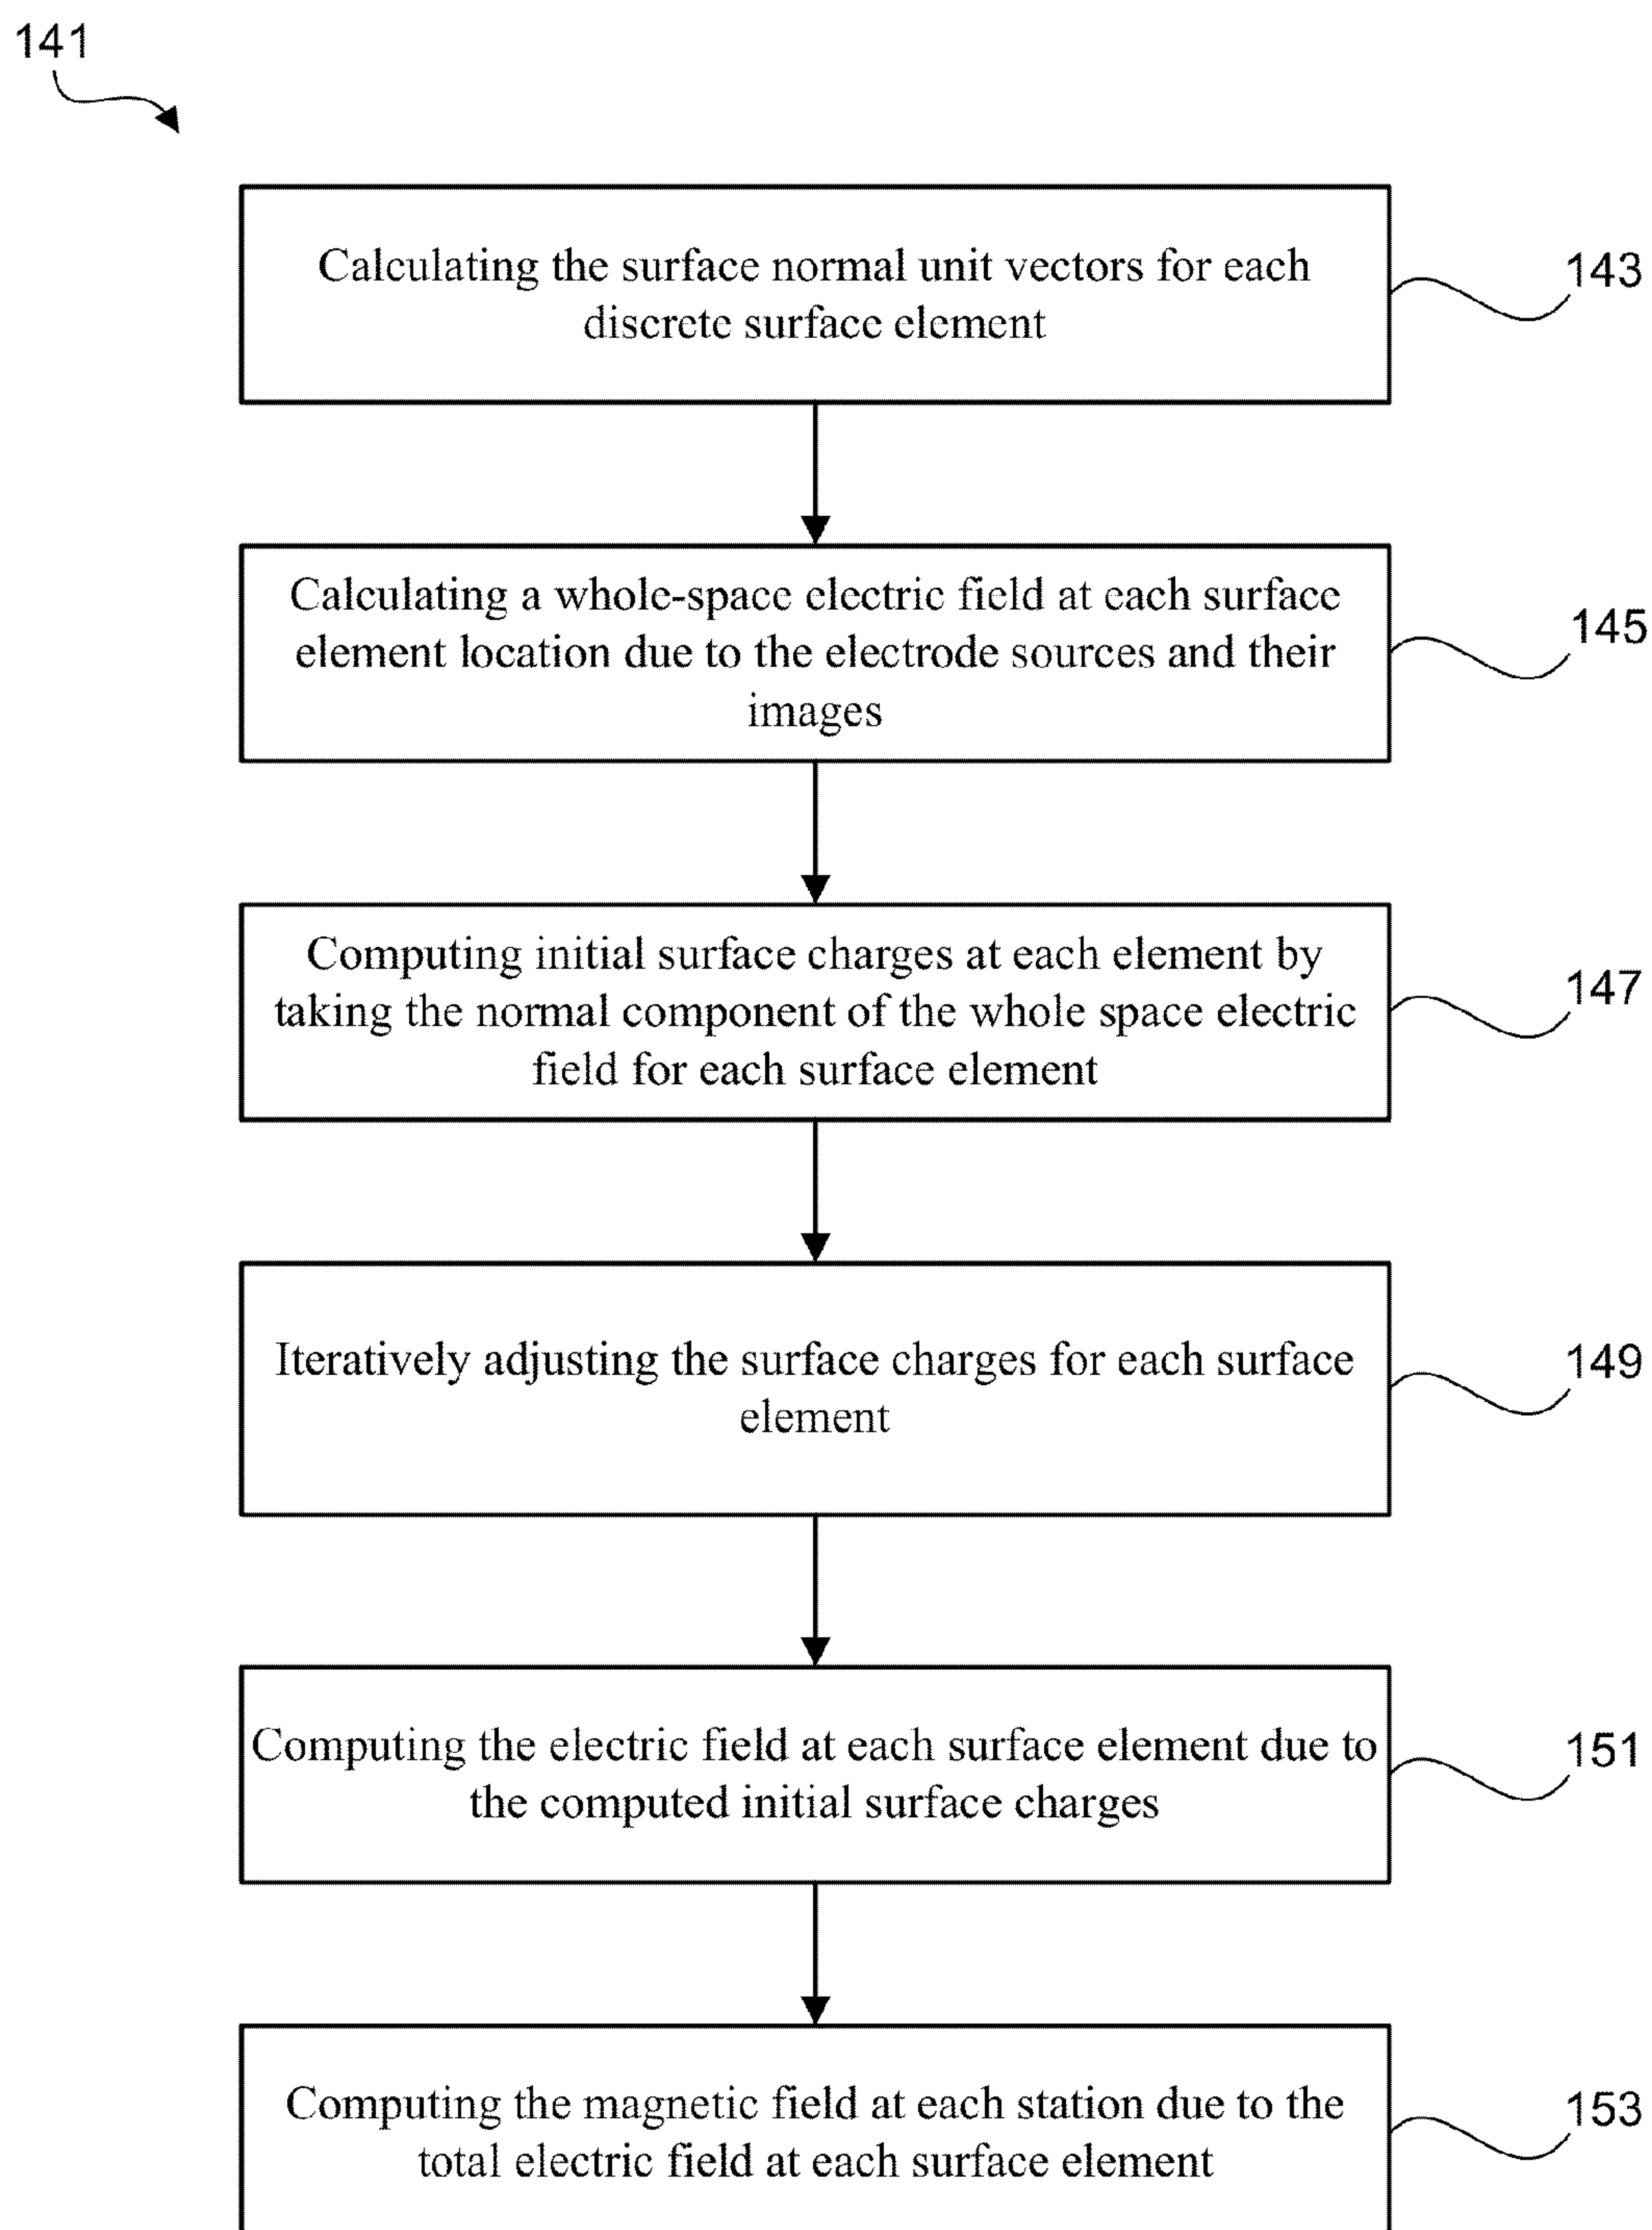 141
Calculating the surface normal unit vectors for each
discrete surface element
143
Calculating a whole-space electric field at each surface
element location due to the electrode sources and their
images
145
Computing initial surface charges at each element by
taking the normal component of the whole space electric
field for each surface element
147
Iteratively adjusting the surface charges for each surface
element
149
Computing the electric field at each surface element due to
the computed initial surface charges
151
Computing the magnetic field at each station due to the
total electric field at each surface element
153